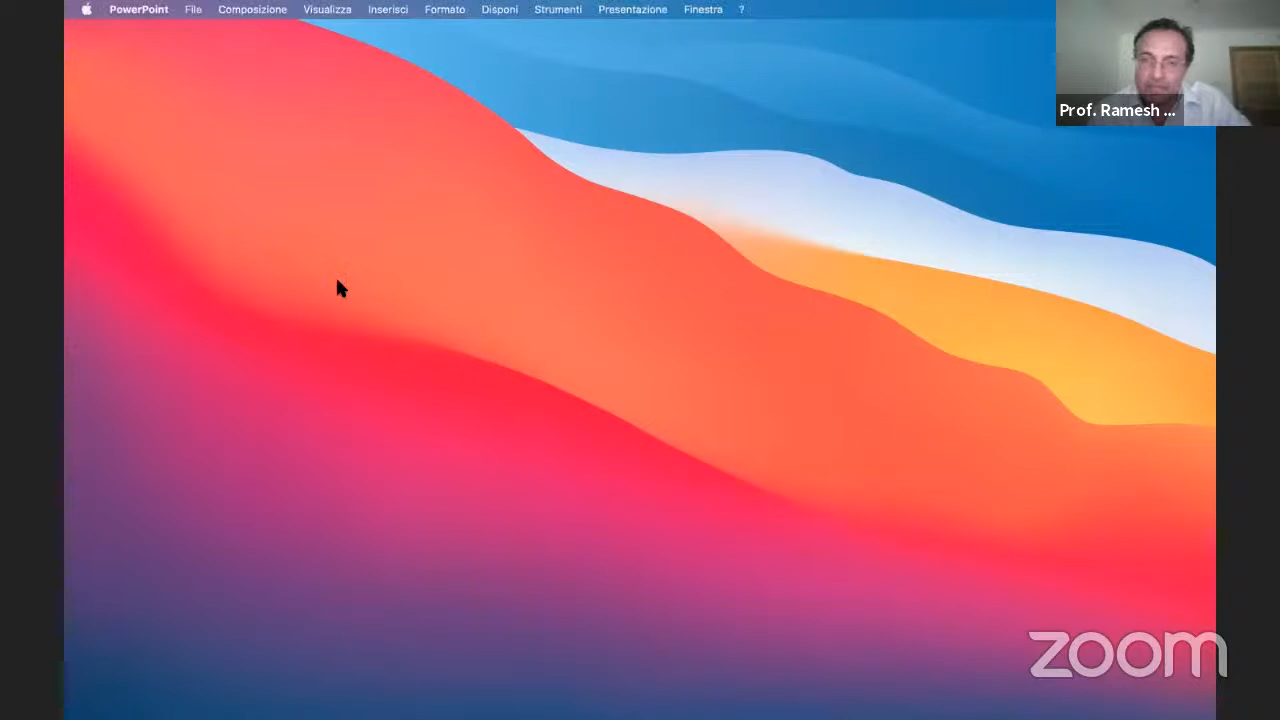 PowerPoint File Composizione Visualizza Inserisci Formato Disponi Strumenti Presentazione Finestra ?
Prof. Ramesh ...
zoom